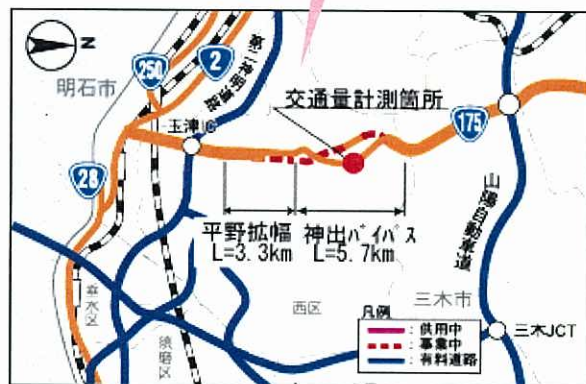 N
250
2
明石市
第二神明道路
交通量計測箇所
175
玉津IC
28
山陽自動車道
平野拡幅
L=3.3km
神出バイパス
L=5.7km
垂水区
西区
三木市
須磨区
凡例
：供用中
：事業中
：有料道路
三木JCT